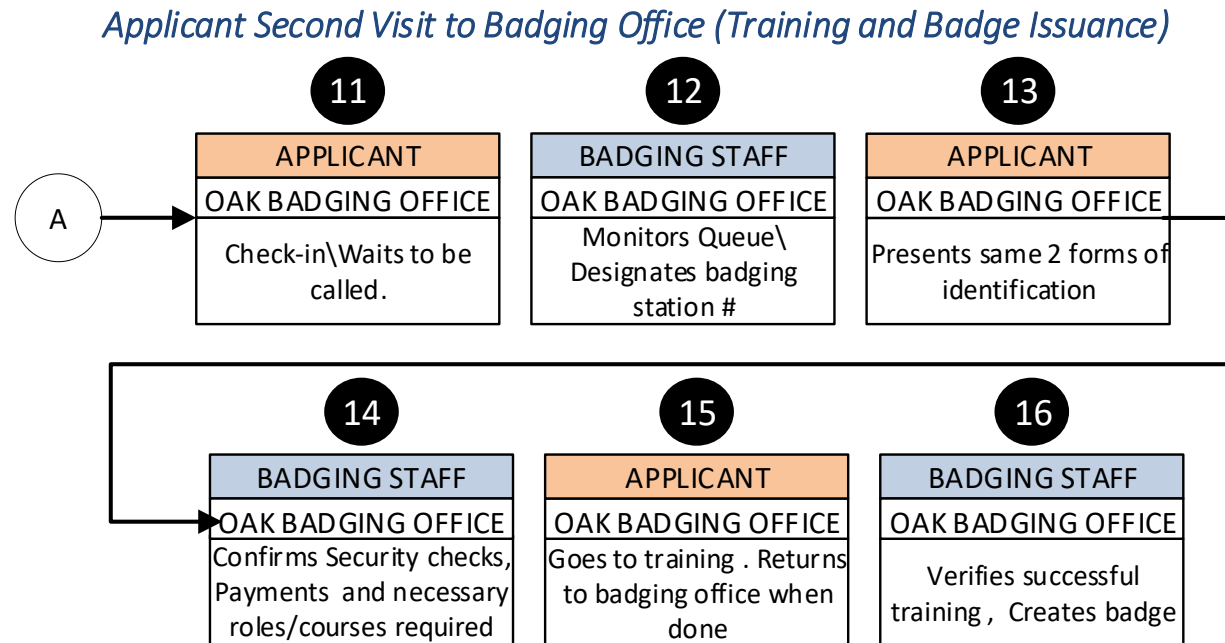 Applicant Second Visit to Badging Office (Training and Badge Issuance)
11
12
13
APPLICANT
BADGING STAFF
APPLICANT
A
OAK BADGING OFFICE
OAK BADGING OFFICE
OAK BADGING OFFICE
Check-in\Waits to be
called.
Monitors Queue\
Designates badging
station #
Presents same 2 forms of
identification
14
15
16
BADGING STAFF
APPLICANT
BADGING STAFF
OAK BADGING OFFICE
OAK BADGING OFFICE
OAK BADGING OFFICE
Confirms Security checks,
Payments and necessary
roles/courses required
Goes to training . Returns
to badging office when
done
Verifies successful
training , Creates badge